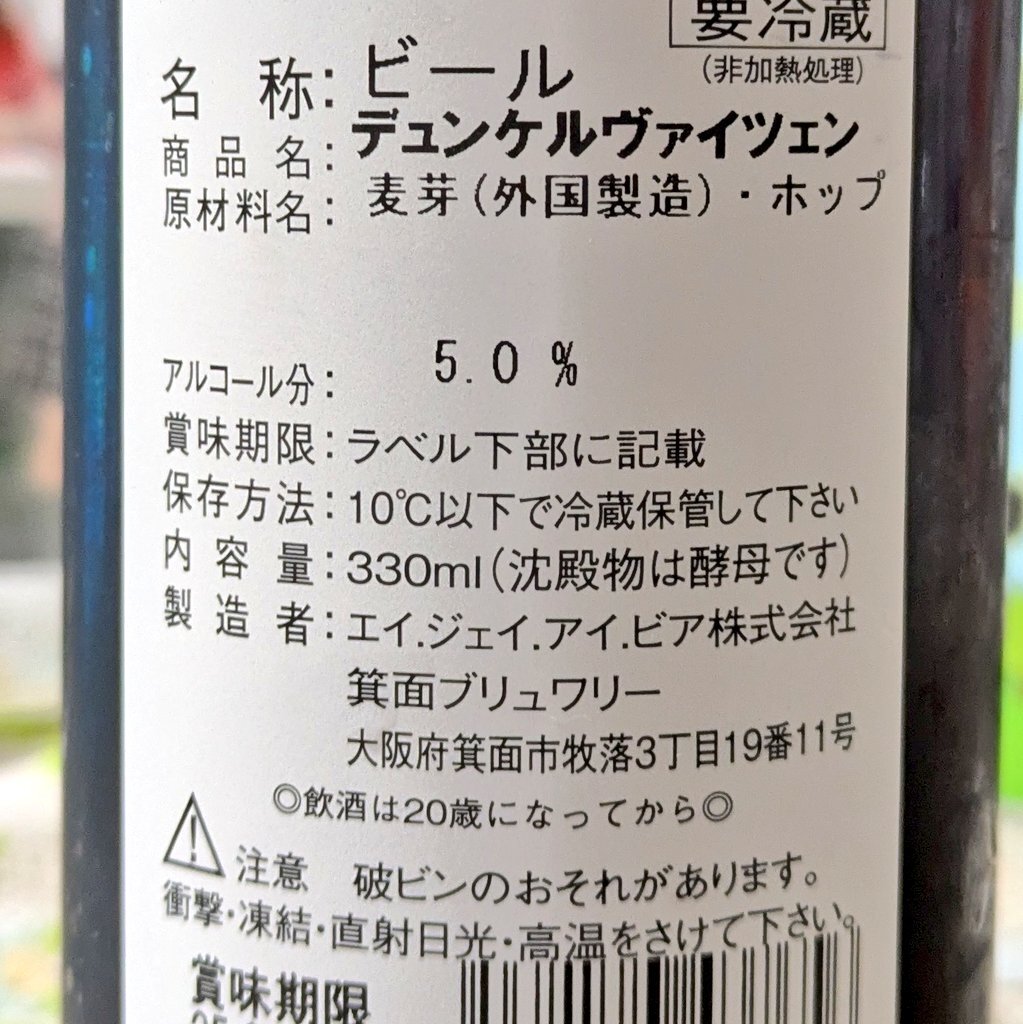 要冷蔵
(非加熱処理)
名称:ビール
商品名:デュンケルヴァイツェン
原材料名:麦芽(外国製造)・ホップ
アルコール分:5.0%
賞味期限:ラベル下部に記載
保存方法:10℃以下で冷蔵保管して下さい
内容量:330ml(沈殿物は酵母です)
製造者:エイ.ジェイ.アイ.ビア株式会社
箕面ブリュワリー
大阪府箕面市牧落3丁目19番11号
◎飲酒は20歳になってから◎
注意 破ビンのおそれがあります。
衝撃・凍結・直射日光・高温をさけて下さい。
賞味期限